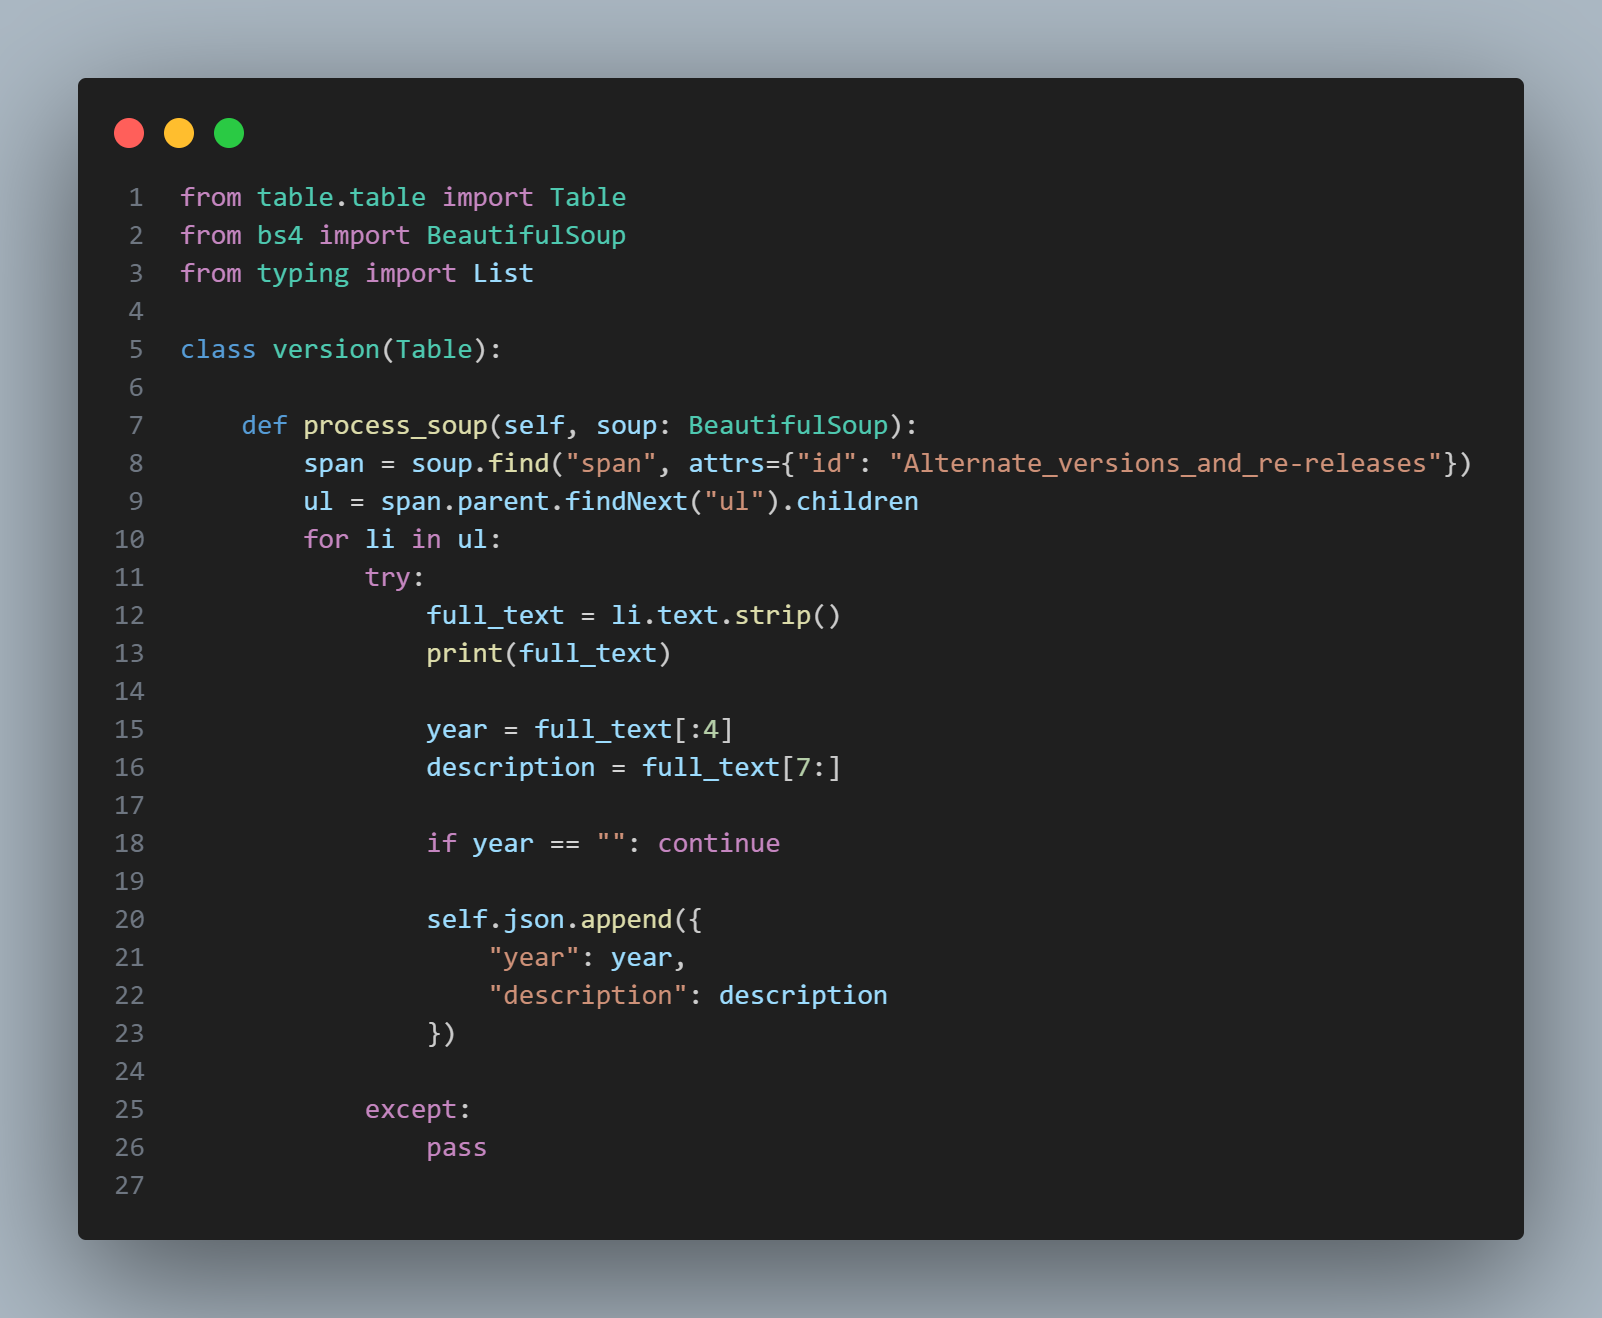 1 from table.table import Table
2 from bs4 import BeautifulSoup
3 from typing import List
4
5 class version(Table):
6
7     def process_soup(self, soup: BeautifulSoup):
8         span = soup.find("span", attrs={"id": "Alternate_versions_and_re-releases"})
9         ul = span.parent.findNext("ul").children
10         for li in ul:
11             try:
12                 full_text = li.text.strip()
13                 print(full_text)
14
15                 year = full_text[:4]
16                 description = full_text[7:]
17
18                 if year == "": continue
19
20                 self.json.append({
21                     "year": year,
22                     "description": description
23                 })
24
25             except:
26                 pass
27